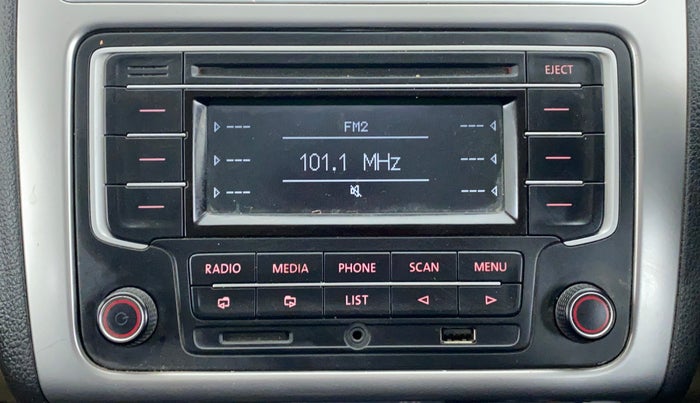 EJECT
FM2
--- ---
101.1 MHz
--- ---
--- ---
RADIO MEDIA PHONE SCAN MENU
LIST